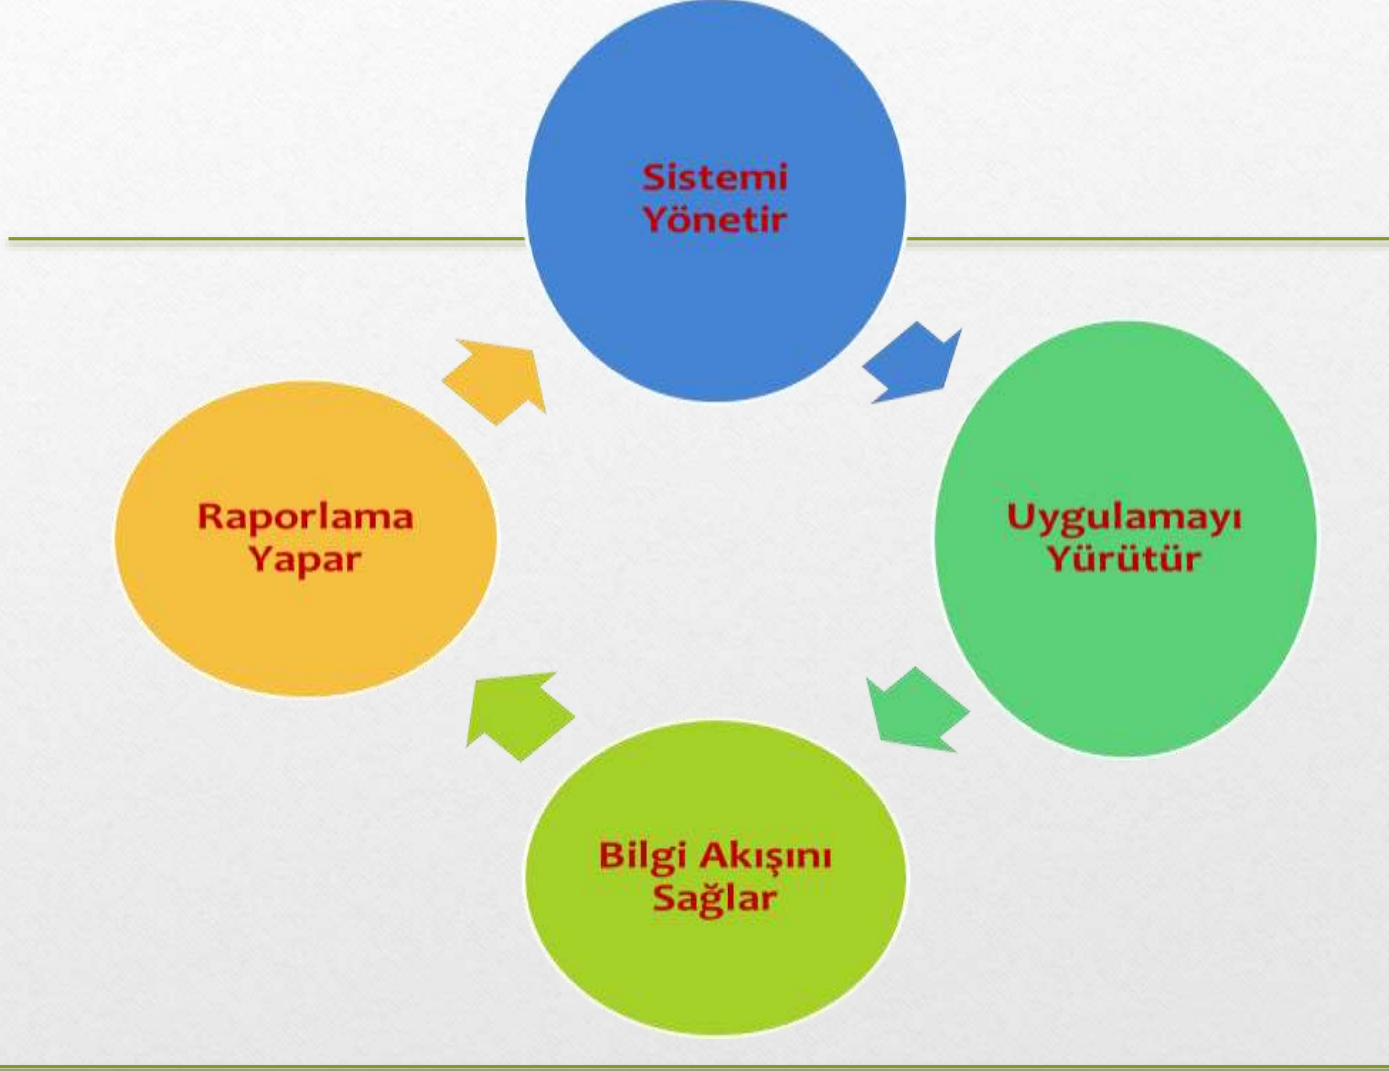 Sistemi
Yönetir
Uygulamayı
Yürütür
Bilgi Akışını
Sağlar
Raporlama
Yapar